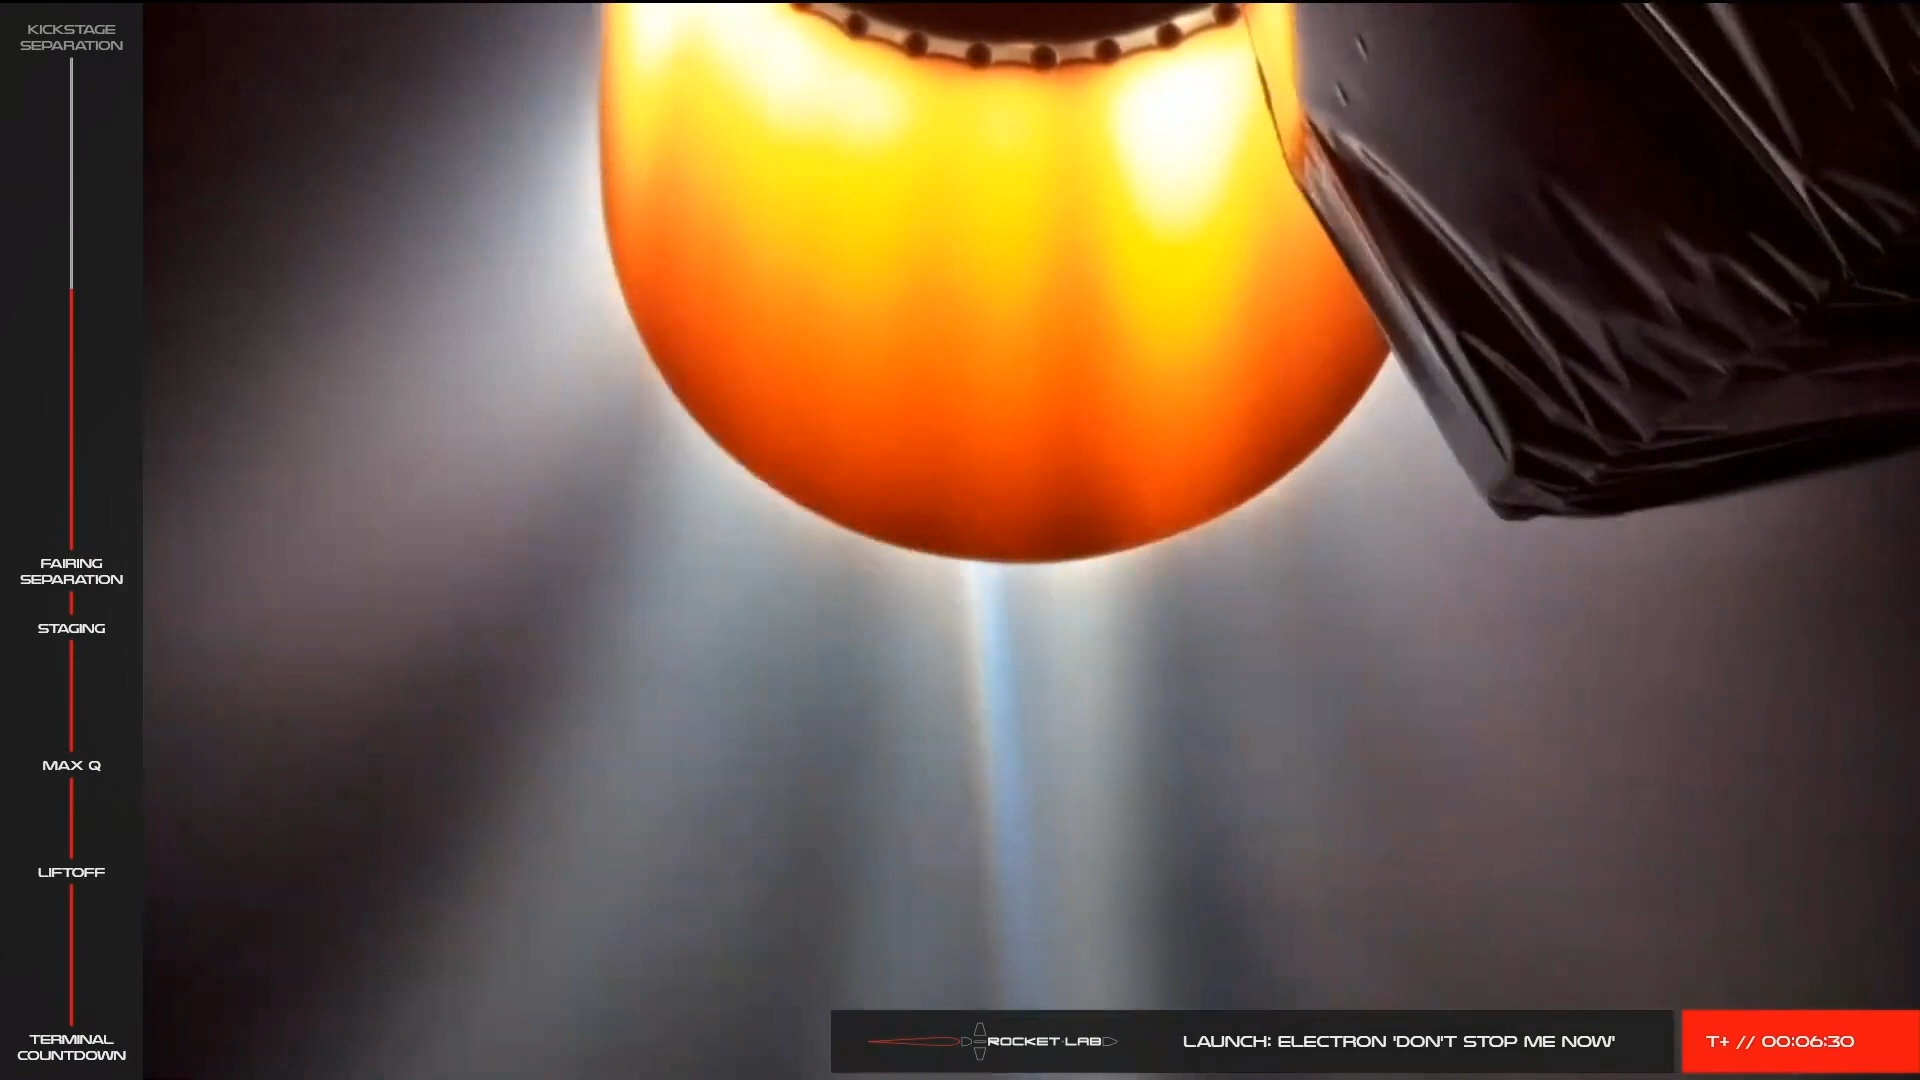 KICKSTAGE
SEPARATION
FAIRING
SEPARATION
STAGING
MAX Q
LIFTOFF
TERMINAL
COUNTDOWN
ROCKET LAB
LAUNCH: ELECTRON 'DON'T STOP ME NOW'
T+ // 00:06:30